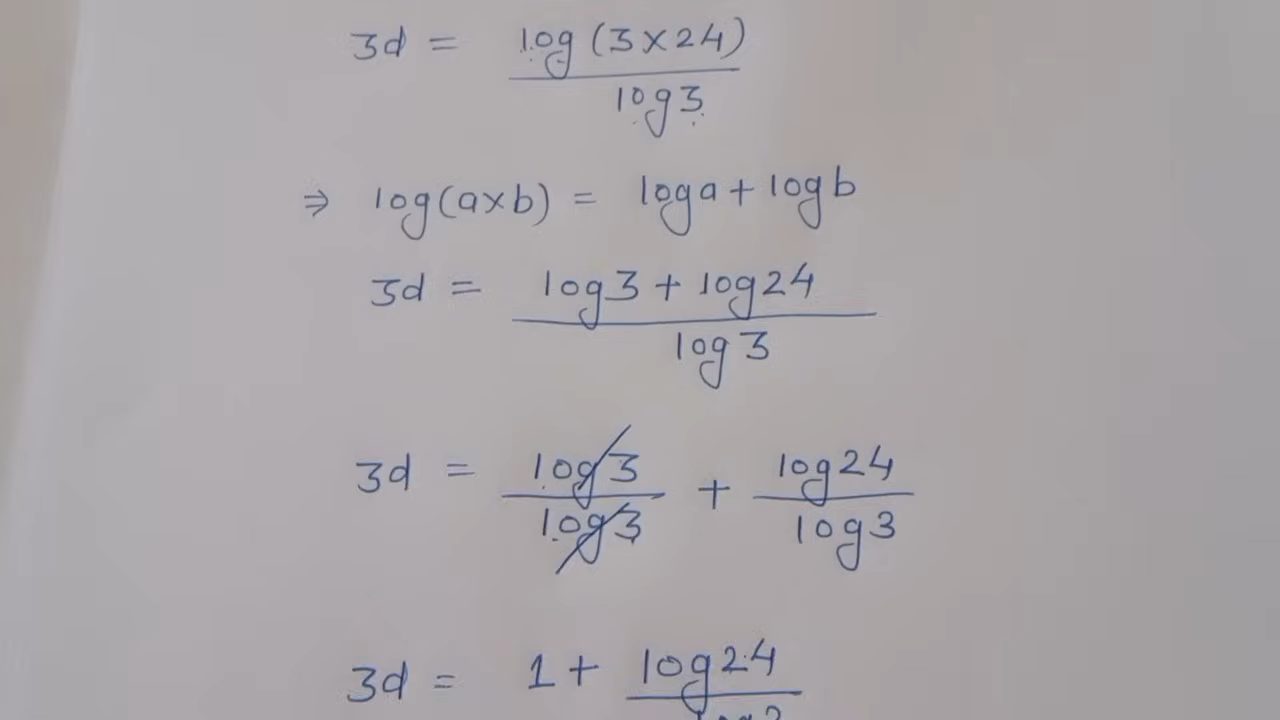 3d = log(3×24) / log3
⇒ log(a×b) = loga + logb
3d = log3 + log24 / log3
3d = log3 / log3 + log24 / log3
3d = 1 + log24 / log3